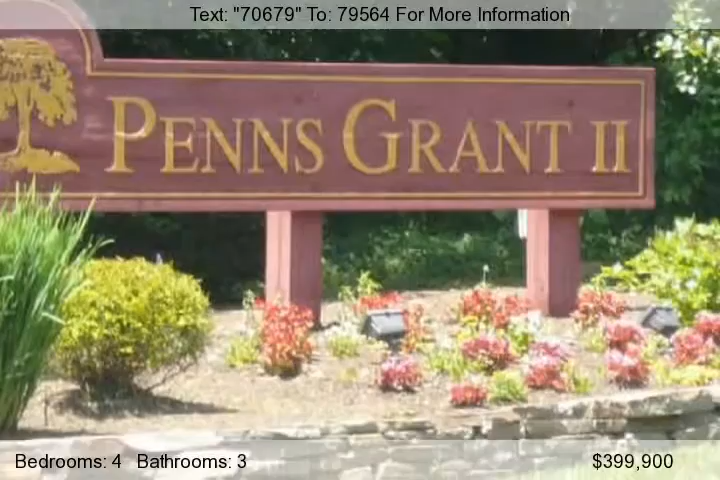 Text: "70679" To: 79564 For More Information
PENNS GRANT II
Bedrooms: 4 Bathrooms: 3 $399,900